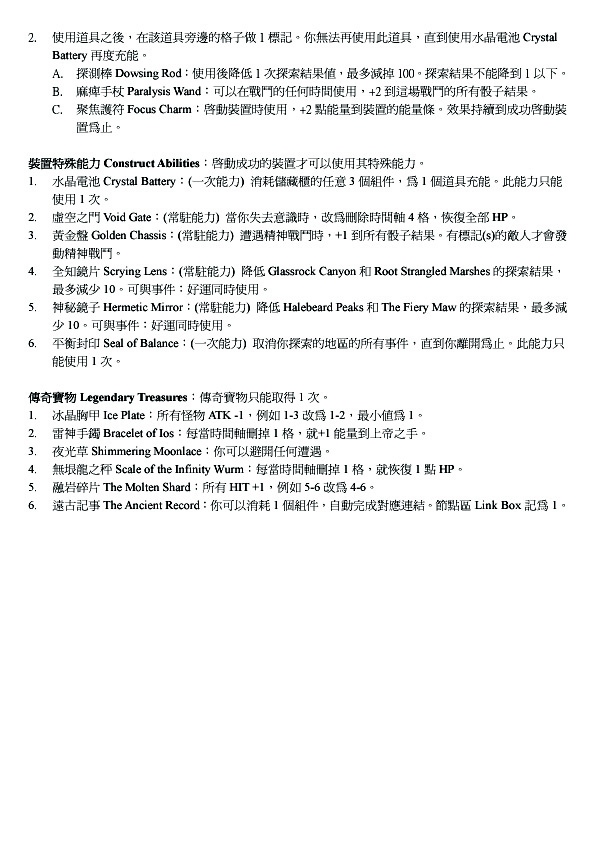 2. 使用道具之後，在該道具旁邊的格子做 1 標記。你無法再使用此道具，直到使用水晶電池 Crystal
Battery 再度充能。
A. 探測棒 Dowsing Rod：使用後降低 1 次探索結果值，最多減掉 100。探索結果不能降到 1 以下。
B. 麻痺手杖 Paralysis Wand：可以在戰鬥的任何時間使用，+2 到這場戰鬥的所有骰子結果。
C. 聚焦護符 Focus Charm：啓動裝置時使用，+2 點能量到裝置的能量條。效果持續到成功啓動裝
置爲止。
裝置特殊能力 Construct Abilities：啓動成功的裝置才可以使用其特殊能力。
1. 水晶電池 Crystal Battery：(一次能力) 消耗儲藏櫃的任意 3 個組件，爲 1 個道具充能。此能力只能
使用 1 次。
2. 虛空之門 Void Gate：(常駐能力) 當你失去意識時，改爲刪除時間軸 4 格，恢復全部 HP。
3. 黃金盤 Golden Chassis：(常駐能力) 遭遇精神戰鬥時，+1 到所有骰子結果。有標記(s)的敵人才會發
動精神戰鬥。
4. 全知鏡片 Scrying Lens：(常駐能力) 降低 Glassrock Canyon 和 Root Strangled Marshes 的探索結果，
最多減少 10。可與事件：好運同時使用。
5. 神秘鏡子 Hermetic Mirror：(常駐能力) 降低 Halebeard Peaks 和 The Fiery Maw 的探索結果，最多減
少 10。可與事件：好運同時使用。
6. 平衡封印 Seal of Balance：(一次能力) 取消你探索的地區的所有事件，直到你離開爲止。此能力只
能使用 1 次。
傳奇寶物 Legendary Treasures：傳奇寶物只能取得 1 次。
1. 冰晶胸甲 Ice Plate：所有怪物 ATK -1，例如 1-3 改爲 1-2，最小值爲 1。
2. 雷神手鐲 Bracelet of Ios：每當時間軸刪掉 1 格，就+1 能量到上帝之手。
3. 夜光草 Shimmering Moonlace：你可以避開任何遭遇。
4. 無垠龍之秤 Scale of the Infinity Wurm：每當時間軸刪掉 1 格，就恢復 1 點 HP。
5. 融岩碎片 The Molten Shard：所有 HIT +1，例如 5-6 改爲 4-6。
6. 遠古記事 The Ancient Record：你可以消耗 1 個組件，自動完成對應連結。節點區 Link Box 記爲 1。